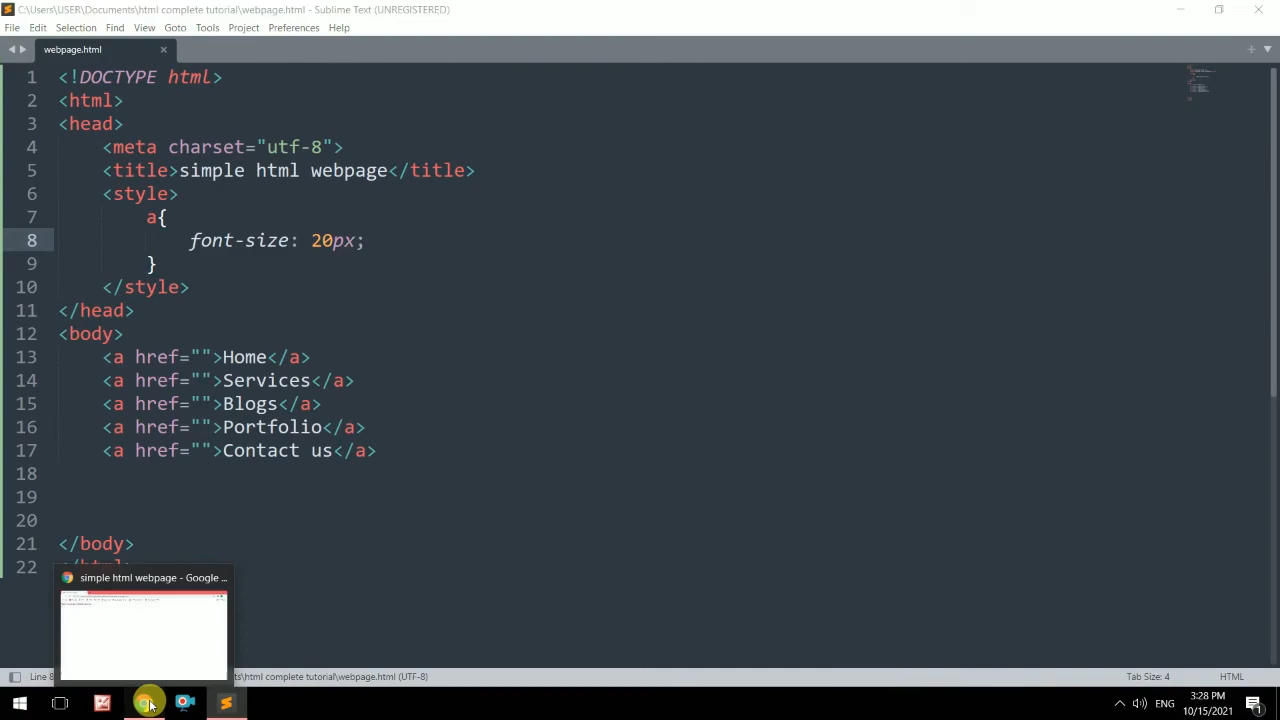 C:\Users\USER\Documents\html complete tutorial\webpage.html - Sublime Text (UNREGISTERED)
File Edit Selection Find View Goto Tools Project Preferences Help
webpage.html
1 <!DOCTYPE html>
2 <html>
3 <head>
4 <meta charset="utf-8">
5 <title>simple html webpage</title>
6 <style>
7 a{
8 font-size: 20px;
9 }
10 </style>
11 </head>
12 <body>
13 <a href="">Home</a>
14 <a href="">Services</a>
15 <a href="">Blogs</a>
16 <a href="">Portfolio</a>
17 <a href="">Contact us</a>
18
19
20
21 </body>
22 </html>
simple html webpage - Google ...
Line 8 ts\html complete tutorial\webpage.html (UTF-8) Tab Size: 4 HTML
ENG 3:28 PM
10/15/2021
1